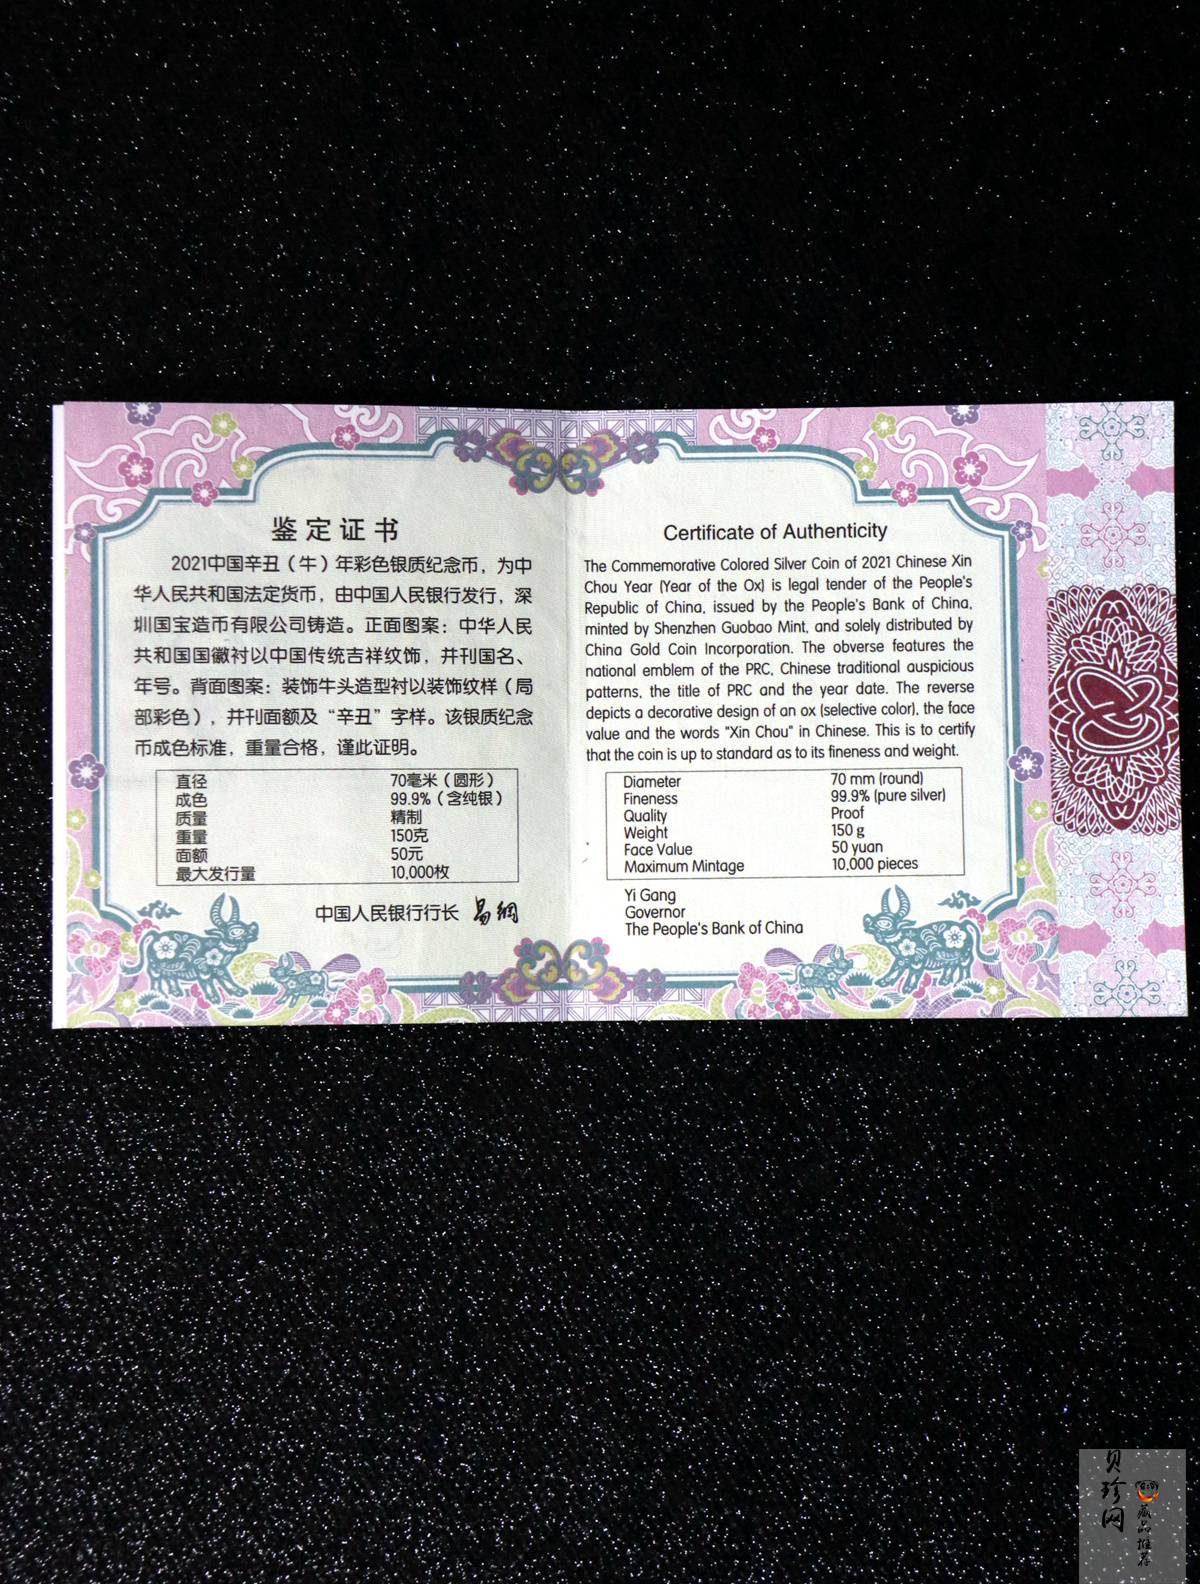 鉴定证书
2021中国辛丑（牛）年彩色银质纪念币，为中
华人民共和国法定货币，由中国人民银行发行，深
圳国宝造币有限公司铸造。正面图案：中华人民
共和国国徽衬以中国传统吉祥纹饰，并刊国名、
年号。背面图案：装饰牛头造型衬以装饰纹样（局
部彩色），并刊面额及“辛丑”字样。该银质纪念
币成色标准，重量合格，谨此证明。
直径 70毫米（圆形）
成色 99.9%（含纯银）
质量 精制
重量 150克
面额 50元
最大发行量 10,000枚
中国人民银行行长 易纲
Certificate of Authenticity
The Commemorative Colored Silver Coin of 2021 Chinese Xin
Chou Year (Year of the Ox) is legal tender of the People's
Republic of China, issued by the People's Bank of China,
minted by Shenzhen Guobao Mint, and solely distributed by
China Gold Coin Incorporation. The obverse features the
national emblem of the PRC, Chinese traditional auspicious
patterns, the title of PRC and the year date. The reverse
depicts a decorative design of an ox (selective color), the face
value and the words "Xin Chou" in Chinese. This is to certify
that the coin is up to standard as to its fineness and weight.
Diameter 70 mm (round)
Fineness 99.9% (pure silver)
Quality Proof
Weight 150 g
Face Value 50 yuan
Maximum Mintage 10,000 pieces
Yi Gang
Governor
The People's Bank of China
贝珍网
藏品推荐